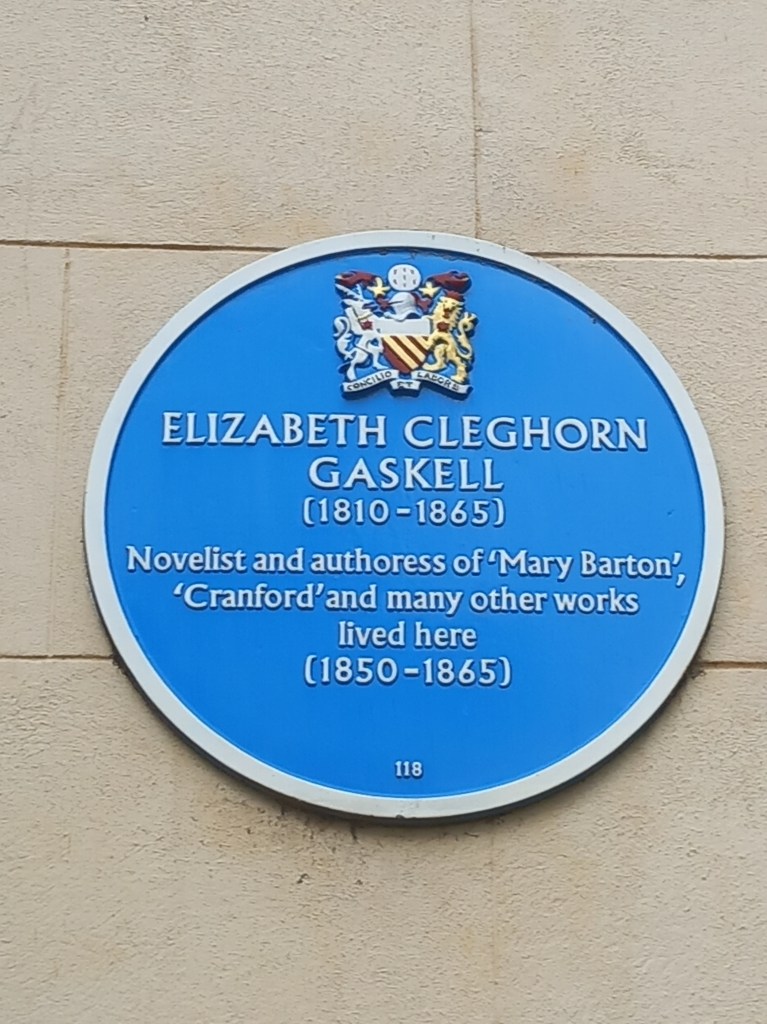 CONCILIO ET LABORE
ELIZABETH CLEGHORN
GASKELL
(1810-1865)
Novelist and authoress of 'Mary Barton',
'Cranford' and many other works
lived here
(1850-1865)
118